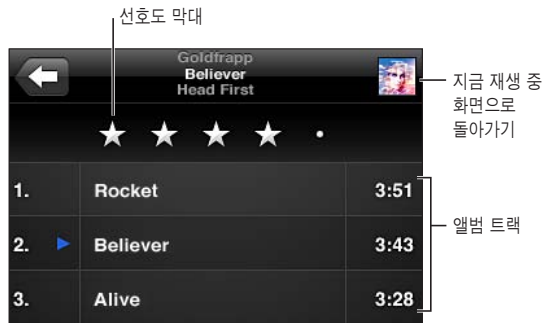 선호도 막대
Goldfrapp
Believer
Head First
지금 재생 중
화면으로
돌아가기
1. Rocket 3:51
2. Believer 3:43
앨범 트랙
3. Alive 3:28